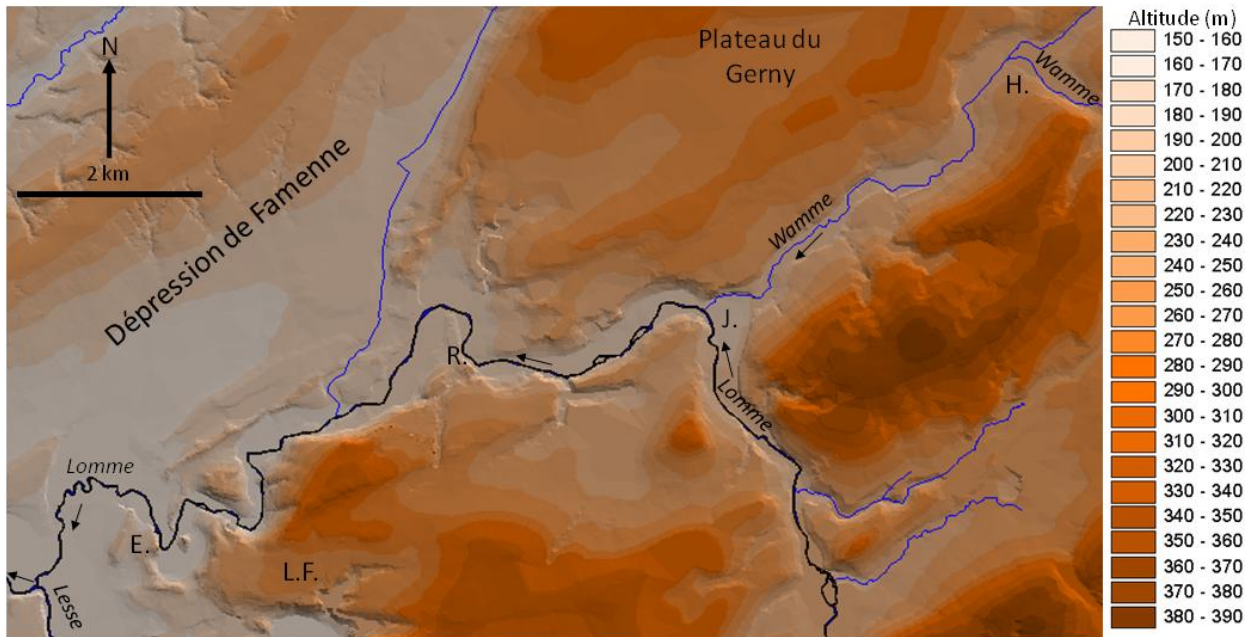 N
2 km
Dépression de Famenne
Plateau du
Gerny
Wamme
H.
Wamme
J.
Lomme
R.
Lomme
E.
L.F.
Lesse
Altitude (m)
150 - 160
160 - 170
170 - 180
180 - 190
190 - 200
200 - 210
210 - 220
220 - 230
230 - 240
240 - 250
250 - 260
260 - 270
270 - 280
280 - 290
290 - 300
300 - 310
310 - 320
320 - 330
330 - 340
340 - 350
350 - 360
360 - 370
370 - 380
380 - 390